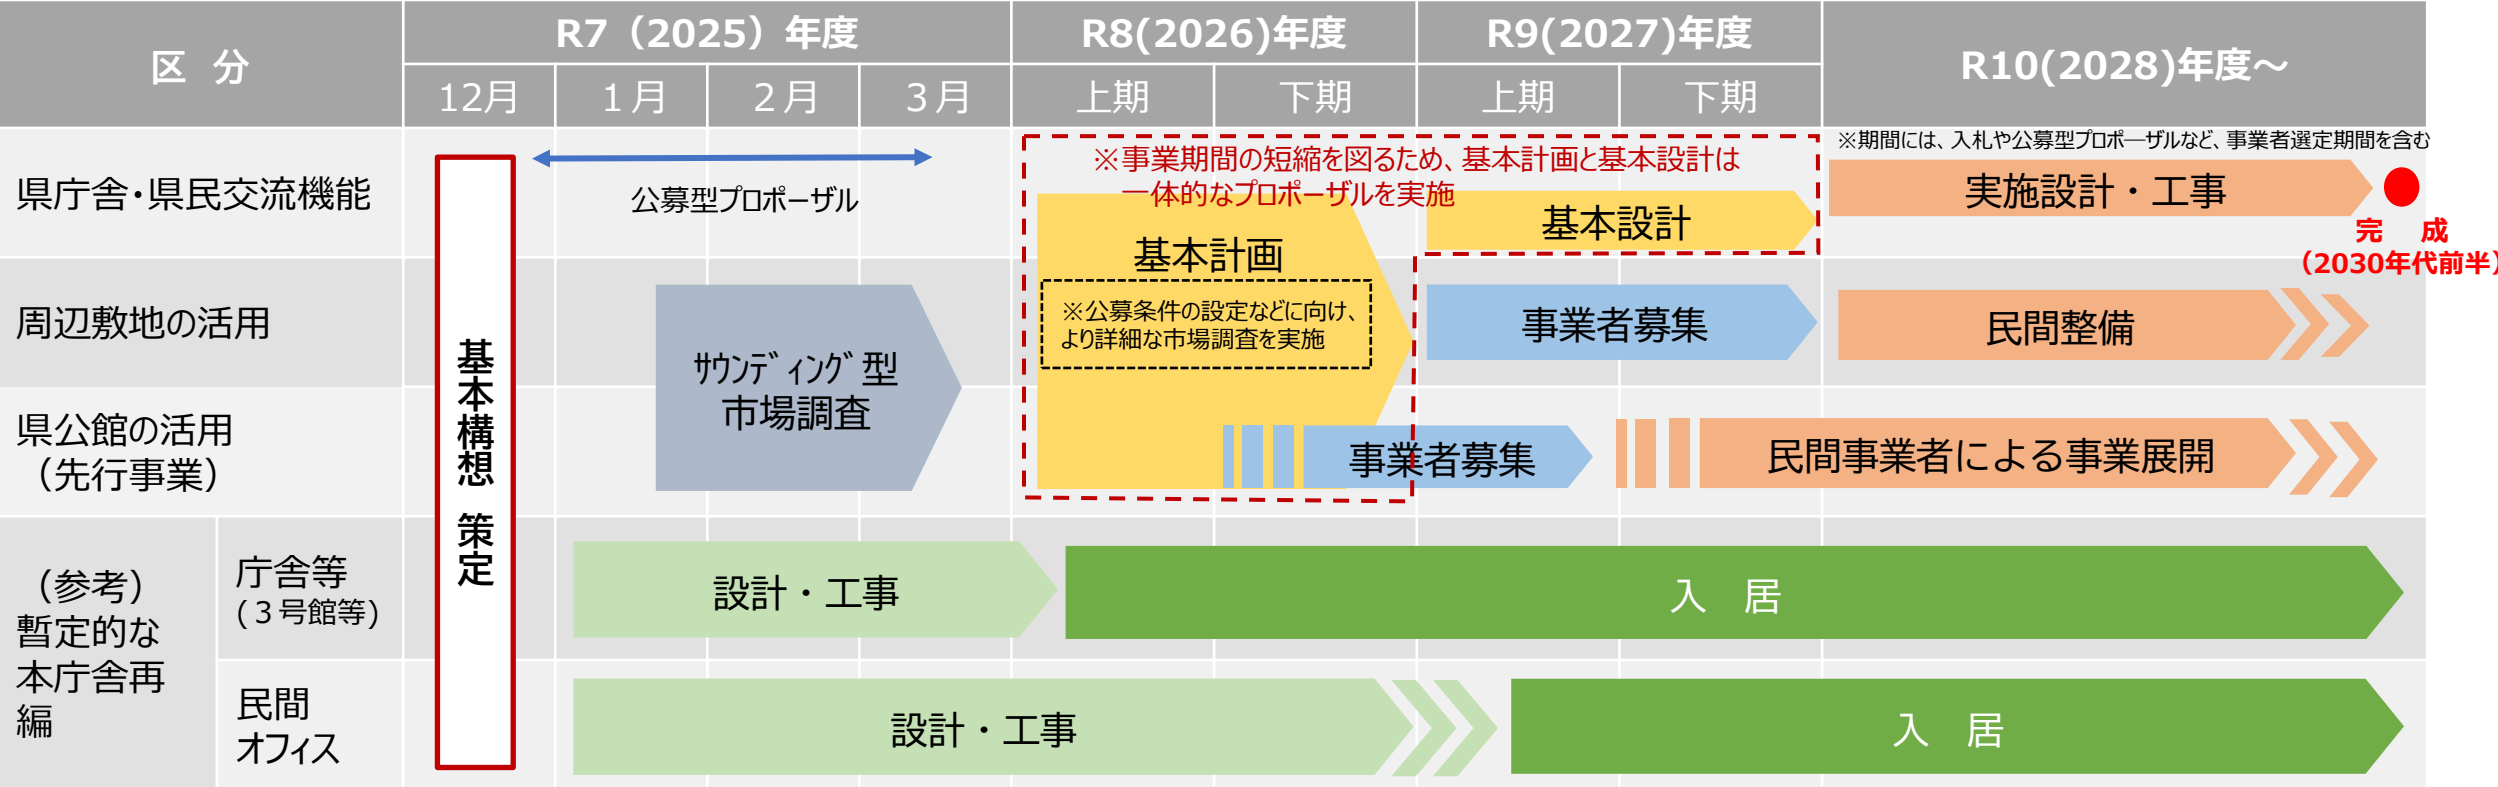 区 分
R7（2025）年度
R8(2026)年度
R9(2027)年度
R10(2028)年度～
12月
１月
２月
３月
上期
下期
上期
下期
県庁舎・県民交流機能
公募型プロポーザル
※事業期間の短縮を図るため、基本計画と基本設計は
一体的なプロポーザルを実施
基本計画
基本設計
※期間には、入札や公募型プロポーザルなど、事業者選定期間を含む
実施設計・工事
完 成
（2030年代前半）
基本構想 策定
周辺敷地の活用
ｻｳﾝﾃﾞｨﾝｸﾞ型
市場調査
※公募条件の設定などに向け、
より詳細な市場調査を実施
事業者募集
民間整備
県公館の活用
（先行事業）
事業者募集
民間事業者による事業展開
（参考）
暫定的な
本庁舎再
編
庁舎等
(３号館等)
設計・工事
入 居
民間
オフィス
設計・工事
入 居